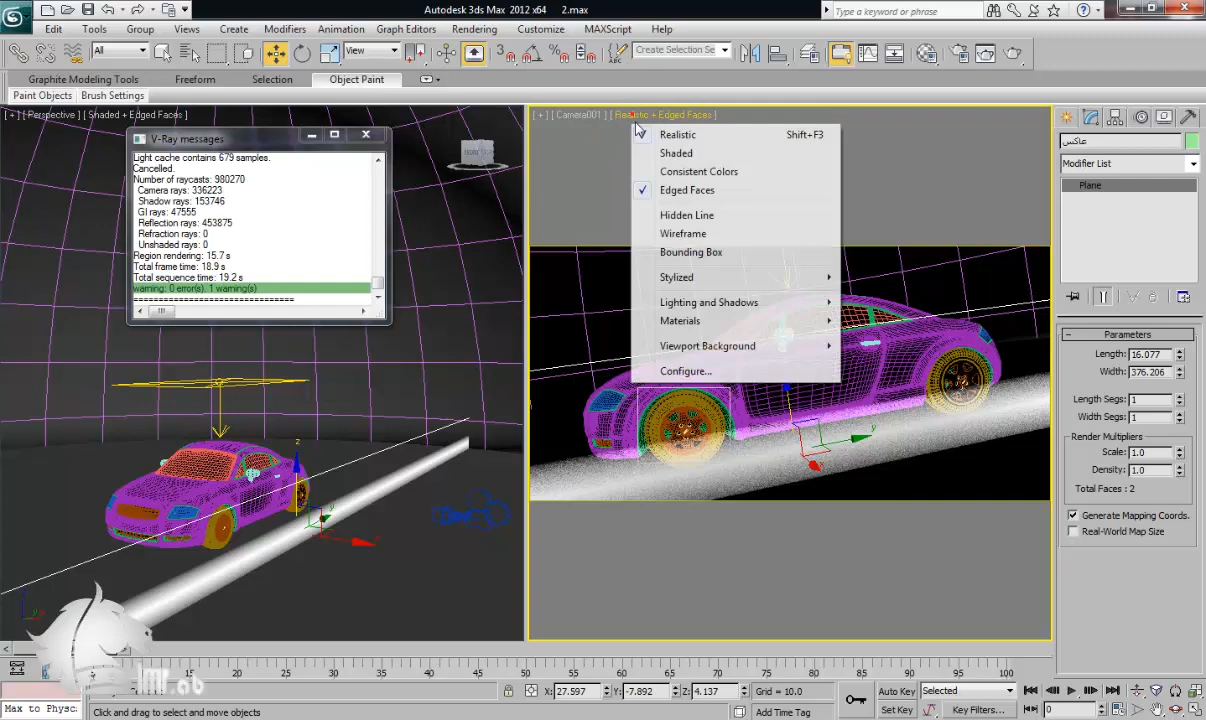 Autodesk 3ds Max 2012 x64 2.max
Type a keyword or phrase
Edit Tools Group Views Create Modifiers Animation Graph Editors Rendering Customize MAXScript Help
All View Create Selection Se
Graphite Modeling Tools Freeform Selection Object Paint
Paint Objects Brush Settings
[ + ] [ Perspective ] [ Shaded + Edged Faces ]
[ + ] [ Camera001 ] [ Realistic + Edged Faces ]
V-Ray messages
Light cache contains 679 samples.
Cancelled.
Number of raycasts: 980270
Camera rays: 336223
Shadow rays: 153746
GI rays: 47555
Reflection rays: 453875
Refraction rays: 0
Unshaded rays: 0
Region rendering: 15.7 s
Total frame time: 18.9 s
Total sequence time: 19.2 s
warning: 0 error(s), 1 warning(s)
==============================
Realistic Shift+F3
Shaded
Consistent Colors
Edged Faces
Hidden Line
Wireframe
Bounding Box
Stylized
Lighting and Shadows
Materials
Viewport Background
Configure...
عاكس
Modifier List
Plane
Parameters
Length: 16.077
Width: 376.206
Length Segs: 1
Width Segs: 1
Render Multipliers
Scale: 1.0
Density: 1.0
Total Faces : 2
Generate Mapping Coords.
Real-World Map Size
z
y
x
y
15 20 25 30 35 40 45 50 55 60 65 70 75 80 85 90 95 100
X: 27.597 Y: -7.892 Z: 4.137 Grid = 10.0
Auto Key Selected
Max to Physc
Click and drag to select and move objects
Add Time Tag
Set Key Key Filters...
0